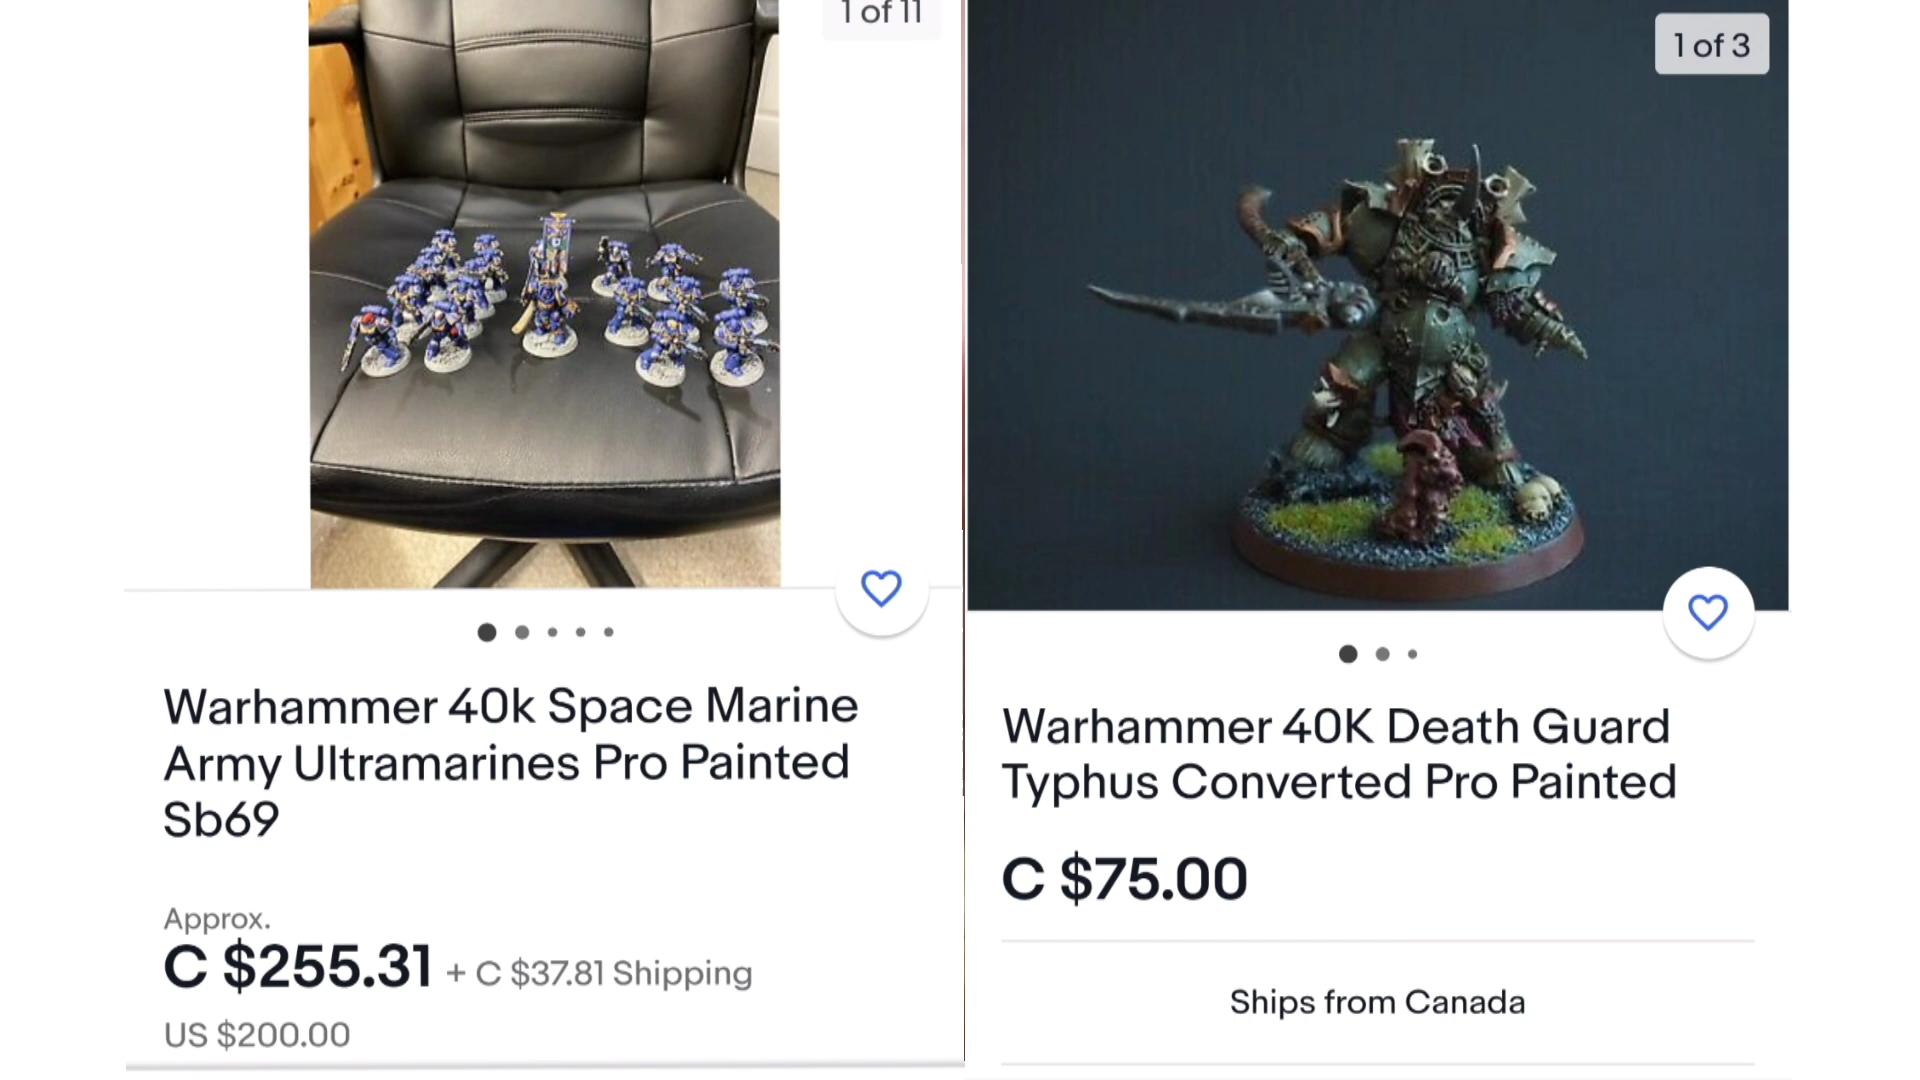 1 of 11
Warhammer 40k Space Marine
Army Ultramarines Pro Painted
Sb69
Approx.
C $255.31 + C $37.81 Shipping
US $200.00
1 of 3
Warhammer 40K Death Guard
Typhus Converted Pro Painted
C $75.00
Ships from Canada